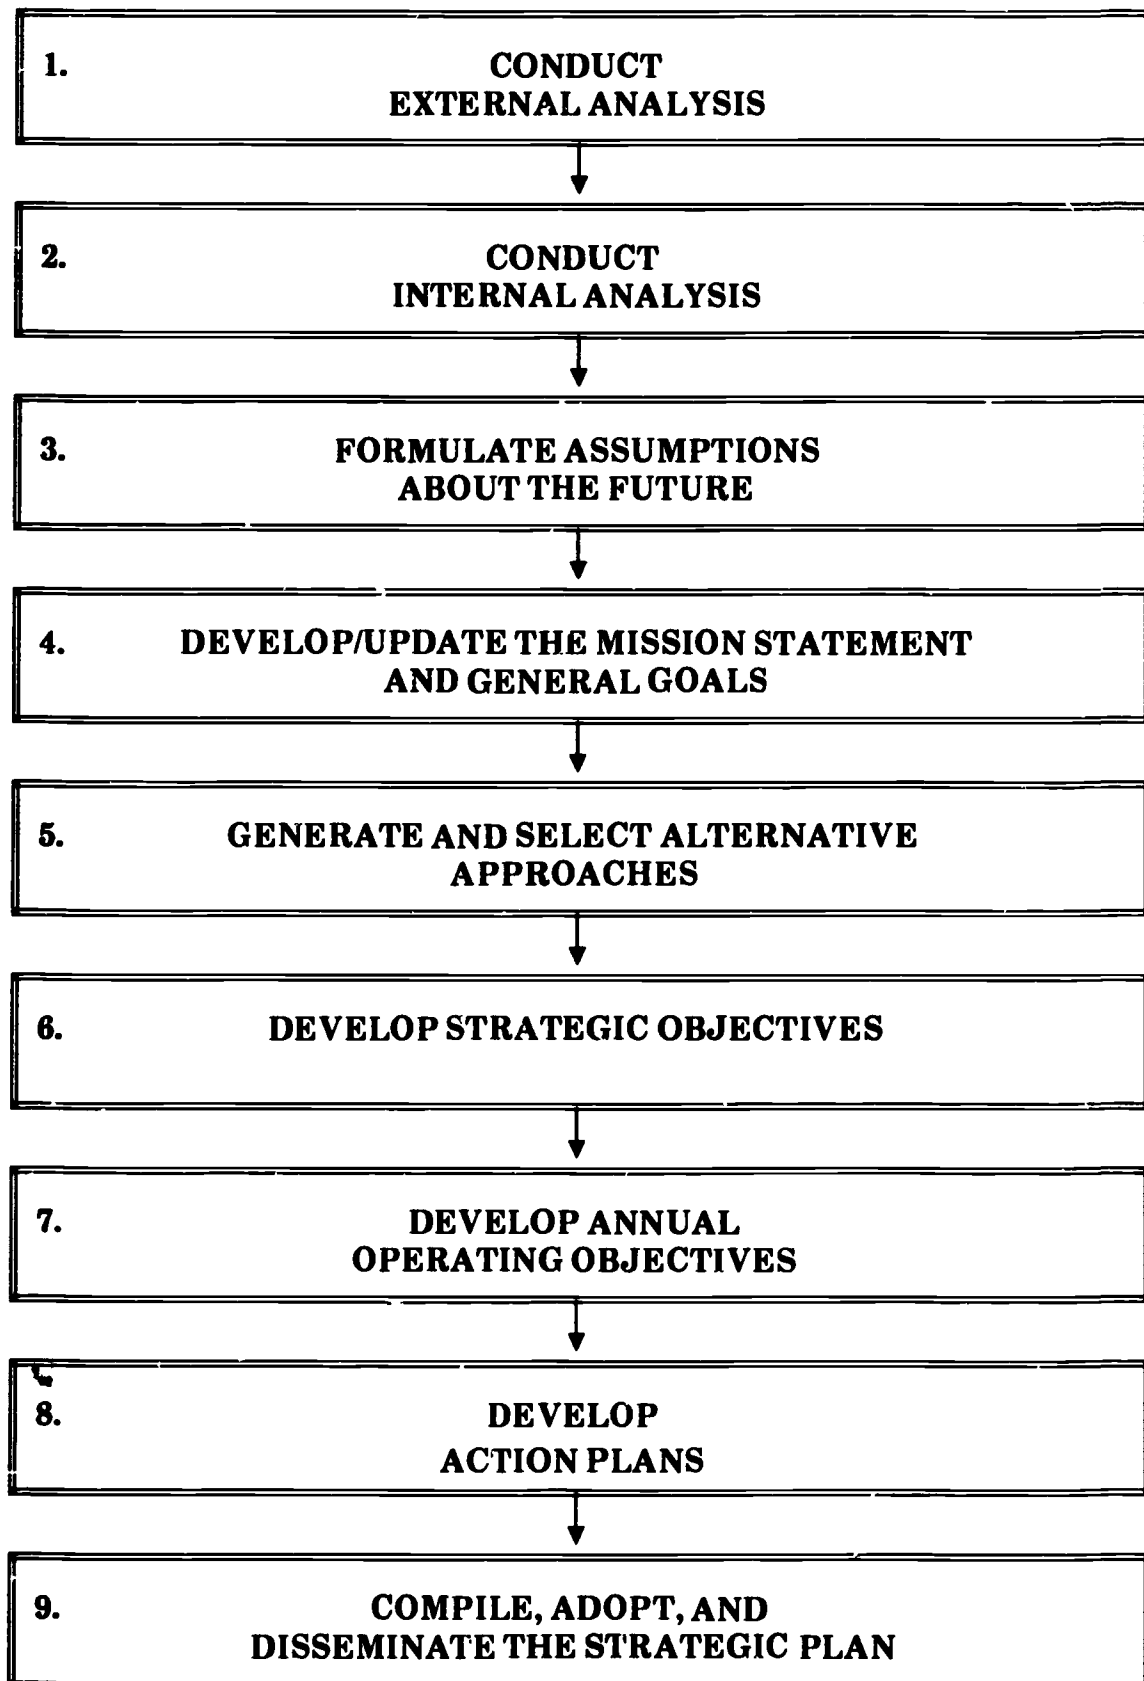 1. CONDUCT
EXTERNAL ANALYSIS
2. CONDUCT
INTERNAL ANALYSIS
3. FORMULATE ASSUMPTIONS
ABOUT THE FUTURE
4. DEVELOP/UPDATE THE MISSION STATEMENT
AND GENERAL GOALS
5. GENERATE AND SELECT ALTERNATIVE
APPROACHES
6. DEVELOP STRATEGIC OBJECTIVES
7. DEVELOP ANNUAL
OPERATING OBJECTIVES
8. DEVELOP
ACTION PLANS
9. COMPILE, ADOPT, AND
DISSEMINATE THE STRATEGIC PLAN